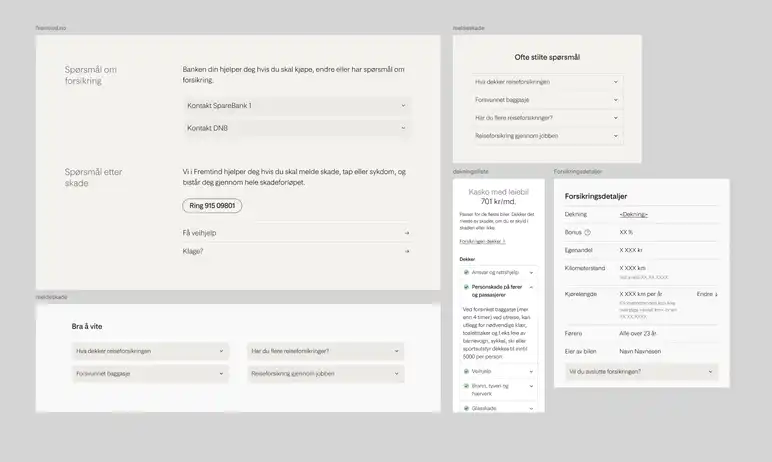 fremtind.no
Spørsmål om
forsikring
Banken din hjelper deg hvis du skal kjøpe, endre eller har spørsmål om
forsikring.
Kontakt SpareBank 1
Kontakt DNB
Spørsmål etter
skade
Vi i Fremtind hjelper deg hvis du skal melde skade, tap eller sykdom, og
bistår deg gjennom hele skadeforløpet.
Ring 915 09801
Få veihjelp
Klage?
meldeskade
Ofte stilte spørsmål
Hva dekker reiseforsikringen
Forsvunnet baggasje
Har du flere reiseforsikringer?
Reiseforsikring gjennom jobben
meldeskade
Bra å vite
Hva dekker reiseforsikringen
Har du flere reiseforsikringer?
Forsvunnet baggasje
Reiseforsikring gjennom jobben
dekningsliste
Kasko med leiebil
701 kr/md.
Passer for de fleste biler. Dekker det
meste av skader, om du er skyld i
skaden eller ikke.
Forsikringen dekker
Dekker
Ansvar og rettshjelp
Personskade på fører
og passasjerer
Ved forsinket baggasje (mer
enn 4 timer) ved utreise, kan
utlegg for nødvendige klær,
toalettsaker og f.eks leie av
barnevogn, sykkel, ski eller
sportsutstyr dekkes til inntil
5000 per person.
Veihjelp
Brann, tyveri og
hærverk
Glasskade
Forsikringsdetaljer
Forsikringsdetaljer
Dekning <Dekning>
Bonus XX %
Egenandel X XXX kr
Kilometerstand X XXX km
Kjørelengde X XXX km per år Endre
Førere Alle over 23 år
Eier av bilen Navn Navnesen
Vil du avslutte forsikringen?